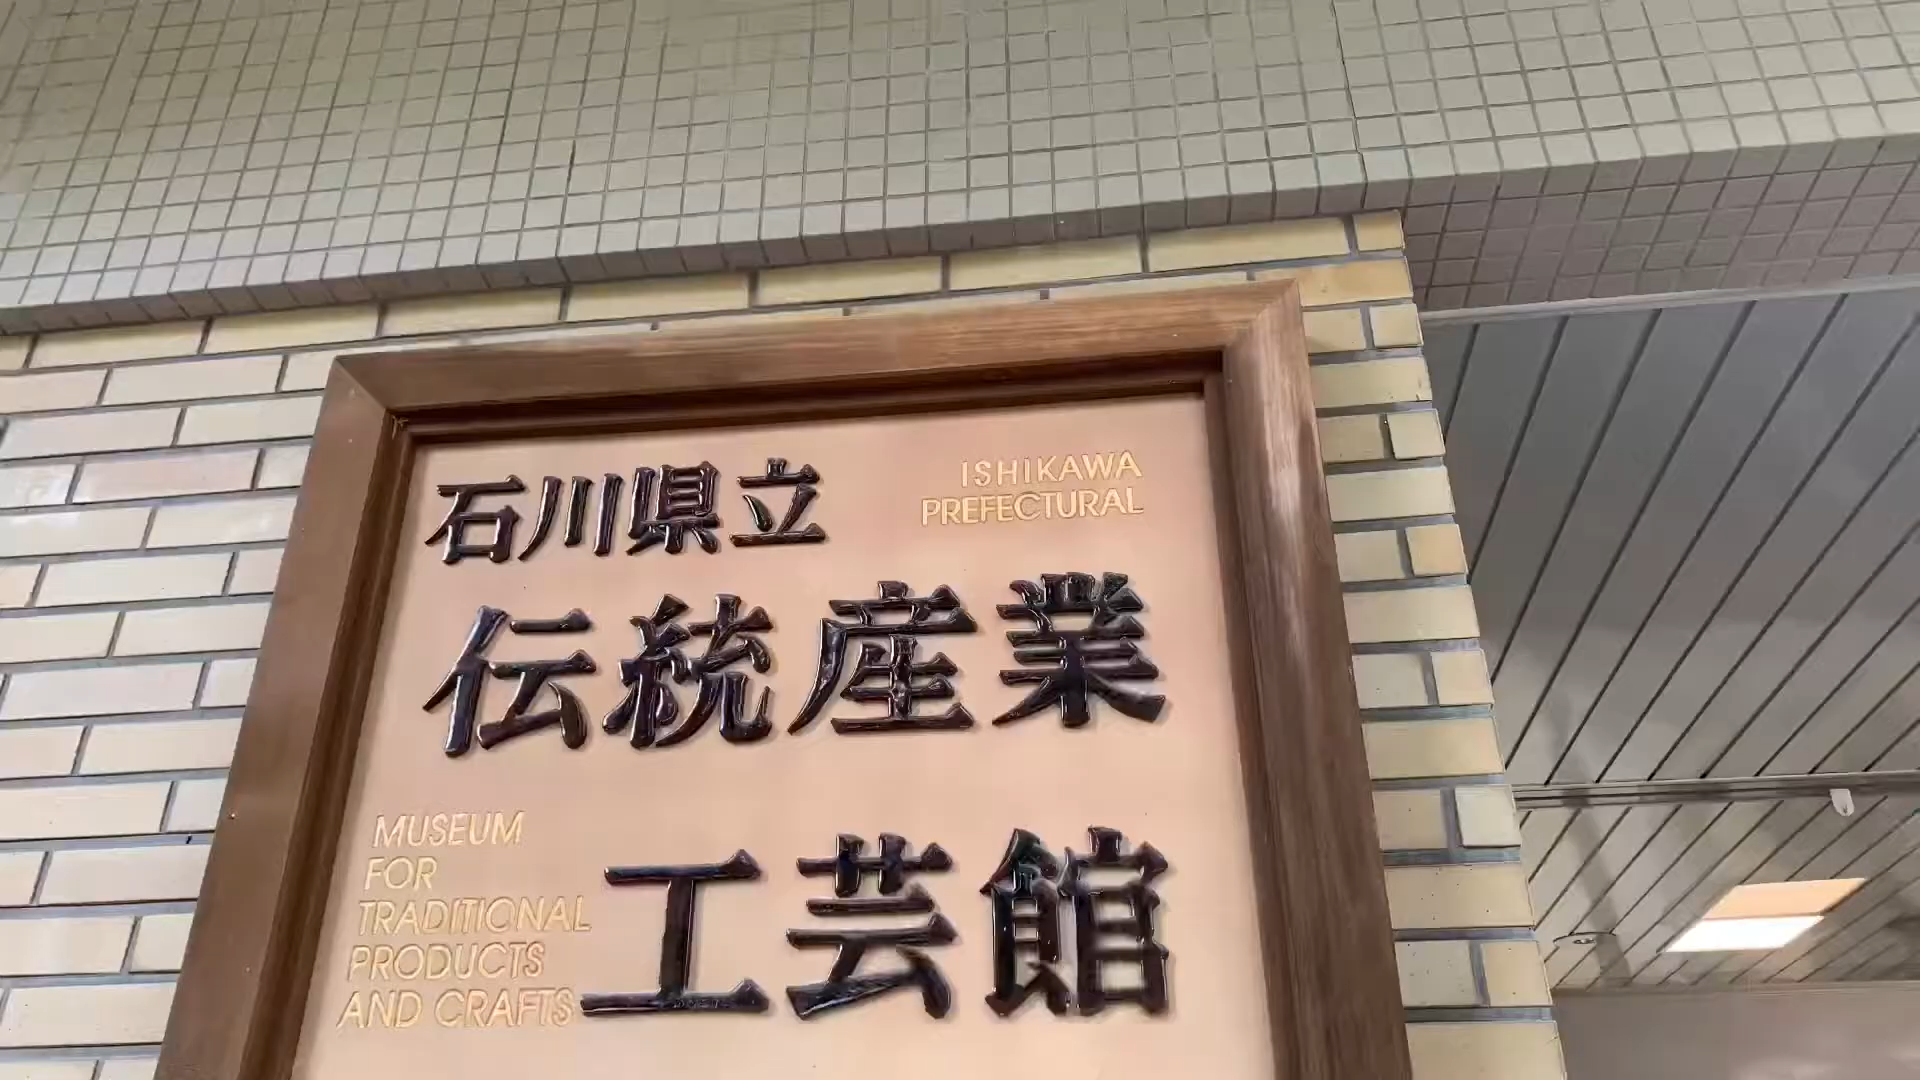 石川県立
ISHIKAWA
PREFECTURAL
伝統産業
工芸館
MUSEUM
FOR
TRADITIONAL
PRODUCTS
AND CRAFTS